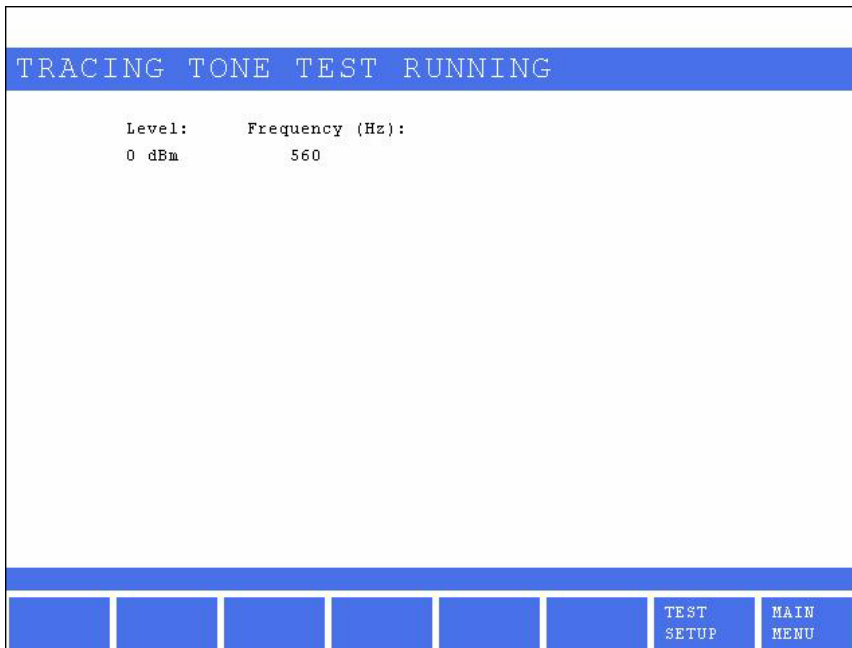 TRACING TONE TEST RUNNING
Level: Frequency (Hz):
0 dBm 560
TEST SETUP
MAIN MENU